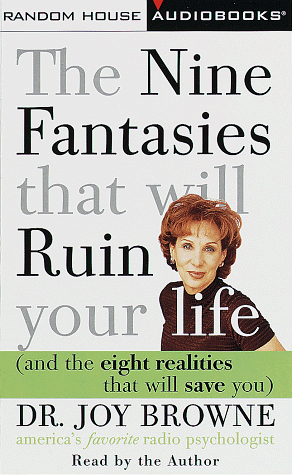 RANDOM HOUSE AUDIOBOOKS®
The Nine
Fantasies
that will
Ruin
your life
(and the eight realities
that will save you)
DR. JOY BROWNE
america's favorite radio psychologist
Read by the Author